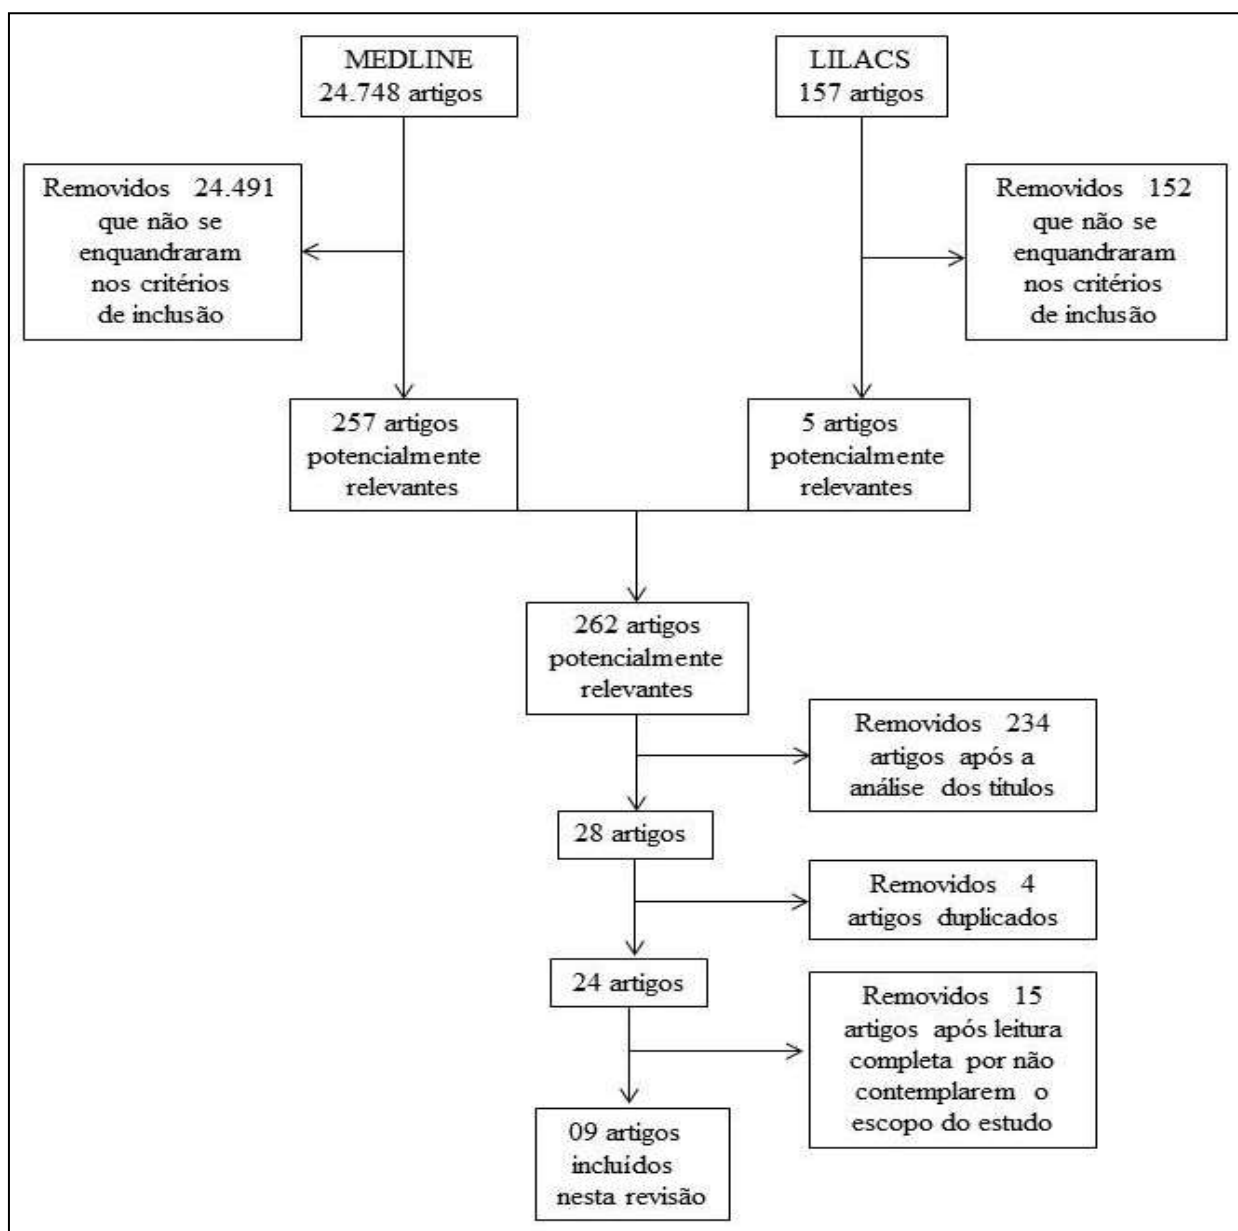 MEDLINE
24.748 artigos
LILACS
157 artigos
Removidos 24.491
que não se
enquandraram
nos critérios
de inclusão
Removidos 152
que não se
enquandraram
nos critérios
de inclusão
257 artigos
potencialmente
relevantes
5 artigos
potencialmente
relevantes
262 artigos
potencialmente
relevantes
Removidos 234
artigos após a
análise dos títulos
28 artigos
Removidos 4
artigos duplicados
24 artigos
Removidos 15
artigos após leitura
completa por não
contemplarem o
escopo do estudo
09 artigos
incluídos
nesta revisão